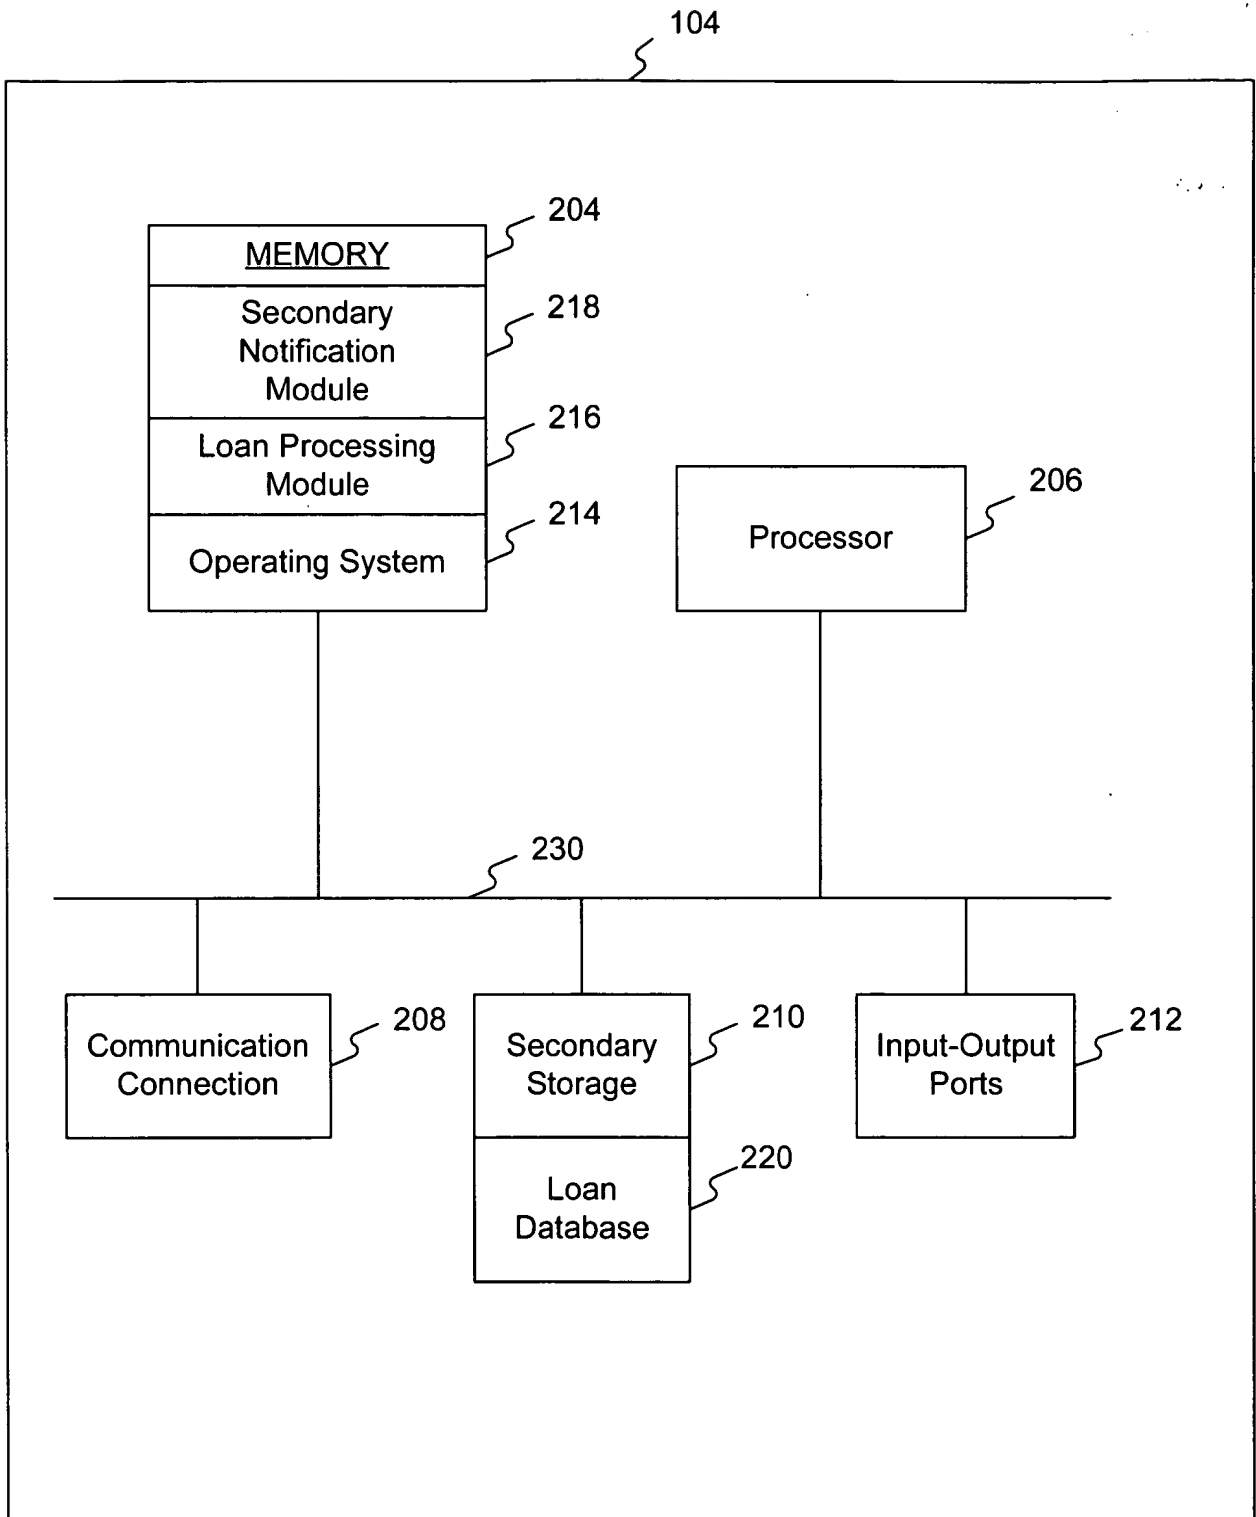 104
204
MEMORY
218
Secondary
Notification
Module
216
Loan Processing
Module
214
Operating System
206
Processor
230
208
Communication
Connection
210
Secondary
Storage
212
Input-Output
Ports
220
Loan
Database